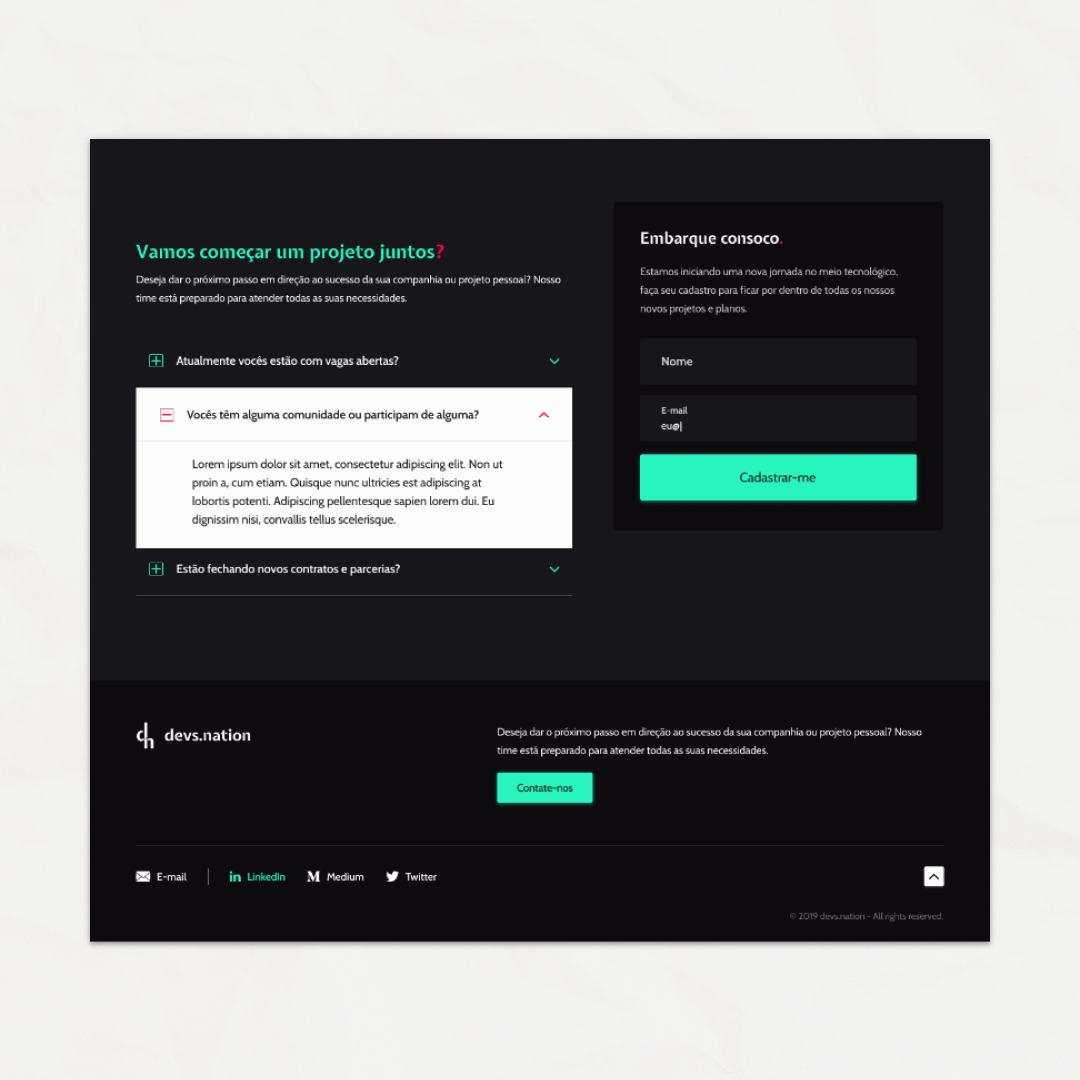 Vamos começar um projeto juntos?
Deseja dar o próximo passo em direção ao sucesso da sua companhia ou projeto pessoal? Nosso
time está preparado para atender todas as suas necessidades.
Atualmente vocês estão com vagas abertas?
Vocês têm alguma comunidade ou participam de alguma?
Lorem ipsum dolor sit amet, consectetur adipiscing elit. Non ut
proin a, cum etiam. Quisque nunc ultricies est adipiscing at
lobortis potenti. Adipiscing pellentesque sapien lorem dui. Eu
dignissim nisi, convallis tellus scelerisque.
Estão fechando novos contratos e parcerias?
Embarque consoco.
Estamos iniciando uma nova jornada no meio tecnológico,
faça seu cadastro para ficar por dentro de todas os nossos
novos projetos e planos.
Nome
E-mail
eu@
Cadastrar-me
devs.nation
Deseja dar o próximo passo em direção ao sucesso da sua companhia ou projeto pessoal? Nosso
time está preparado para atender todas as suas necessidades.
Contate-nos
E-mail
LinkedIn
Medium
Twitter
© 2019 devs.nation - All rights reserved.